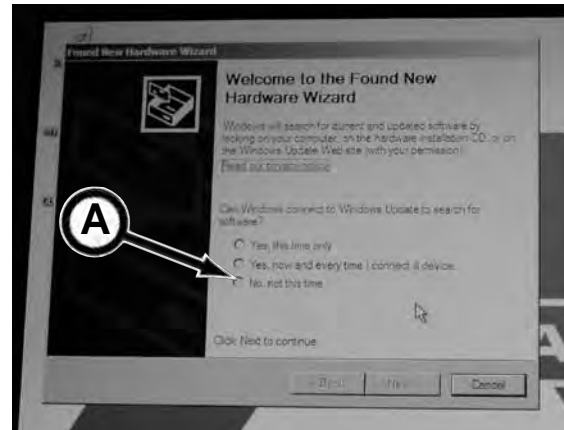 Found New Hardware Wizard
Welcome to the Found New
Hardware Wizard
Windows will search for current and updated software by
looking on your computer, on the hardware installation CD, or on
the Windows Update Web site (with your permission).
Read our privacy policy
Can Windows connect to Windows Update to search for
software?
A
Yes, this time only
Yes, now and every time I connect a device
No, not this time
Click Next to continue
< Back
Next
Cancel
A